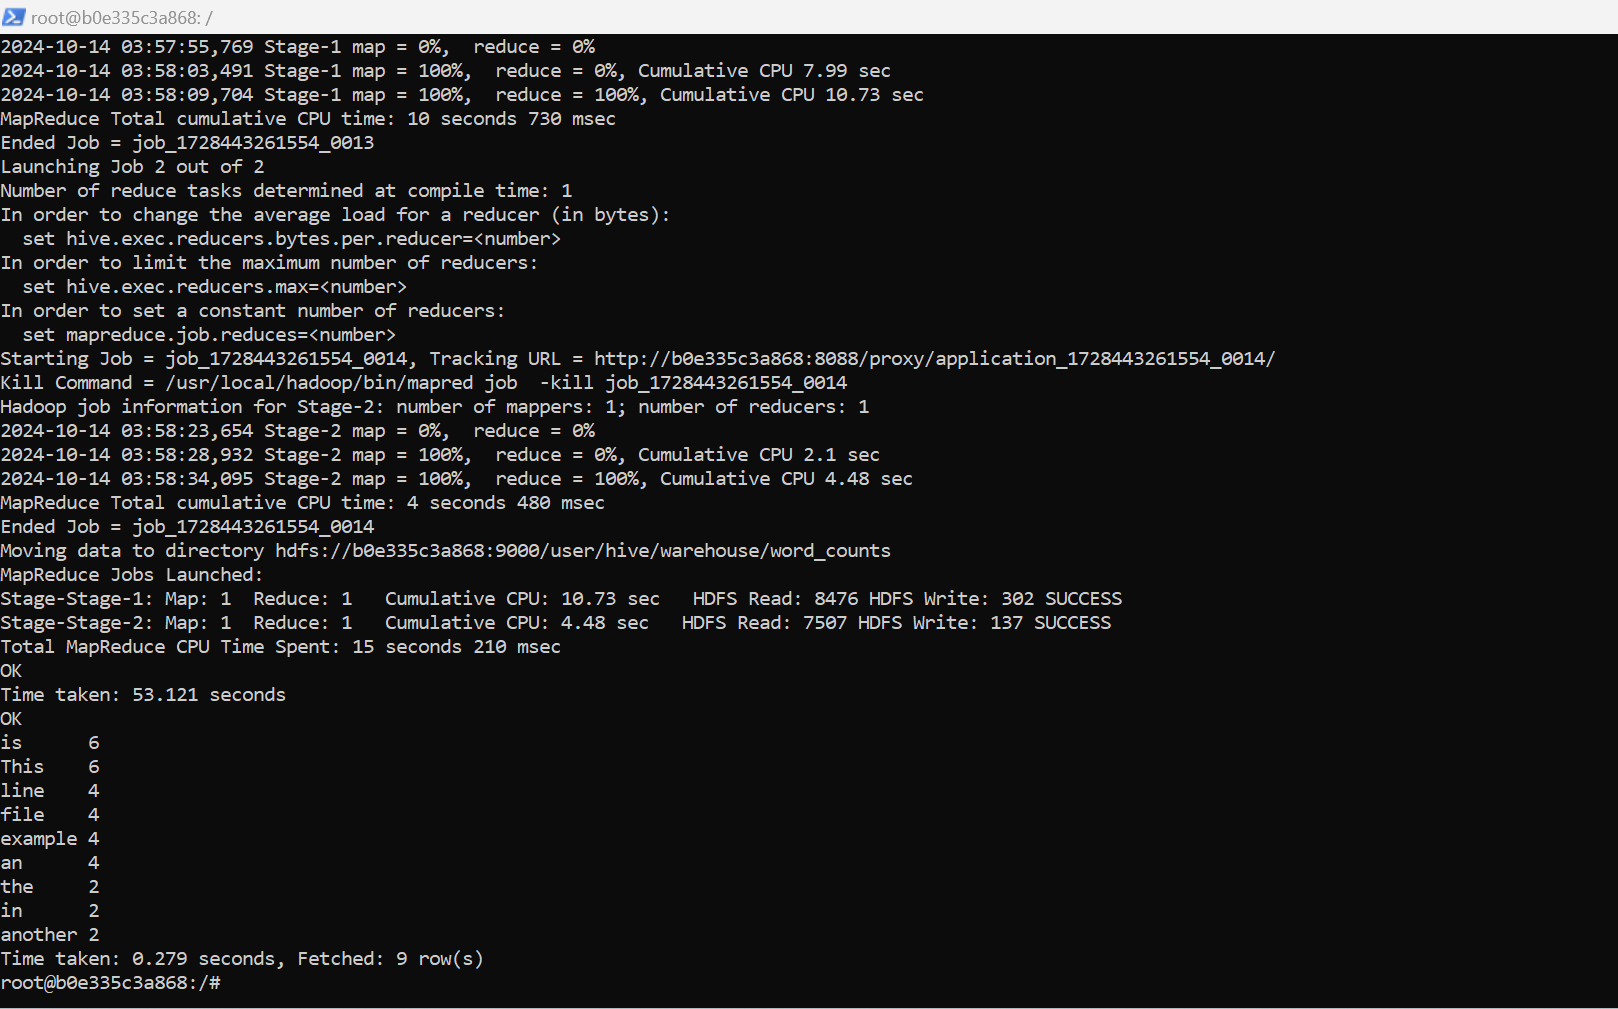 root@b0e335c3a868: /
2024-10-14 03:57:55,769 Stage-1 map = 0%,  reduce = 0%
2024-10-14 03:58:03,491 Stage-1 map = 100%,  reduce = 0%, Cumulative CPU 7.99 sec
2024-10-14 03:58:09,704 Stage-1 map = 100%,  reduce = 100%, Cumulative CPU 10.73 sec
MapReduce Total cumulative CPU time: 10 seconds 730 msec
Ended Job = job_1728443261554_0013
Launching Job 2 out of 2
Number of reduce tasks determined at compile time: 1
In order to change the average load for a reducer (in bytes):
  set hive.exec.reducers.bytes.per.reducer=<number>
In order to limit the maximum number of reducers:
  set hive.exec.reducers.max=<number>
In order to set a constant number of reducers:
  set mapreduce.job.reduces=<number>
Starting Job = job_1728443261554_0014, Tracking URL = http://b0e335c3a868:8088/proxy/application_1728443261554_0014/
Kill Command = /usr/local/hadoop/bin/mapred job  -kill job_1728443261554_0014
Hadoop job information for Stage-2: number of mappers: 1; number of reducers: 1
2024-10-14 03:58:23,654 Stage-2 map = 0%,  reduce = 0%
2024-10-14 03:58:28,932 Stage-2 map = 100%,  reduce = 0%, Cumulative CPU 2.1 sec
2024-10-14 03:58:34,095 Stage-2 map = 100%,  reduce = 100%, Cumulative CPU 4.48 sec
MapReduce Total cumulative CPU time: 4 seconds 480 msec
Ended Job = job_1728443261554_0014
Moving data to directory hdfs://b0e335c3a868:9000/user/hive/warehouse/word_counts
MapReduce Jobs Launched:
Stage-Stage-1: Map: 1  Reduce: 1   Cumulative CPU: 10.73 sec   HDFS Read: 8476 HDFS Write: 302 SUCCESS
Stage-Stage-2: Map: 1  Reduce: 1   Cumulative CPU: 4.48 sec   HDFS Read: 7507 HDFS Write: 137 SUCCESS
Total MapReduce CPU Time Spent: 15 seconds 210 msec
OK
Time taken: 53.121 seconds
OK
is      6
This    6
line    4
file    4
example 4
an      4
the     2
in      2
another 2
Time taken: 0.279 seconds, Fetched: 9 row(s)
root@b0e335c3a868:/#